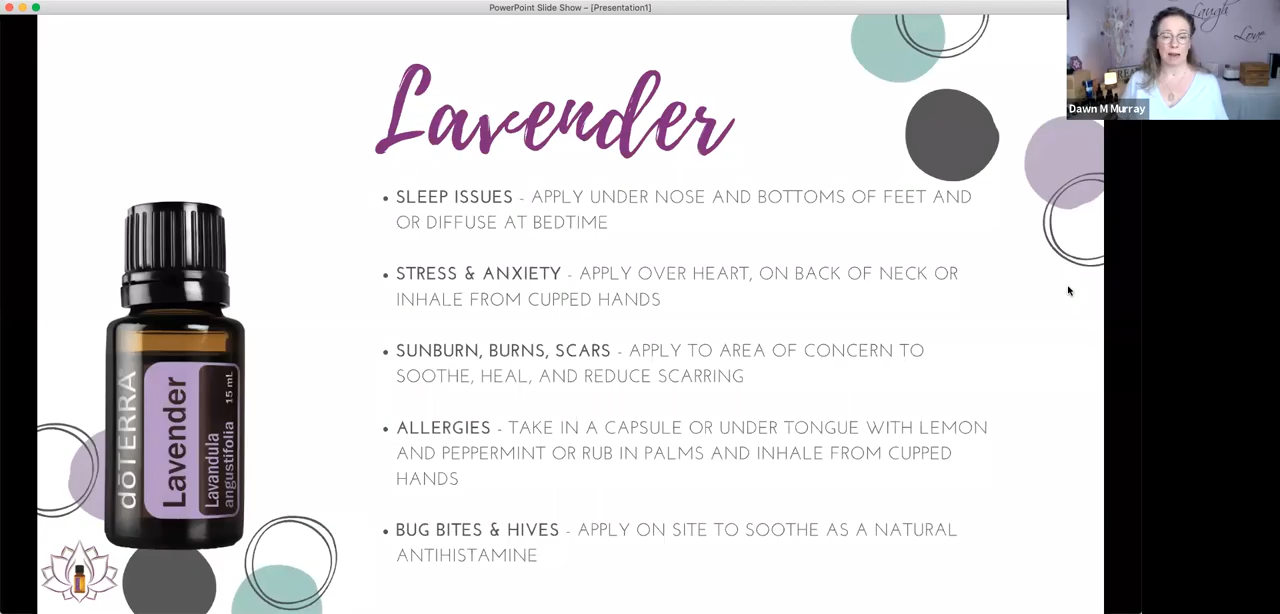 PowerPoint Slide Show – [Presentation1]
Laugh
Love
Dawn M Murray
Lavender
• SLEEP ISSUES - APPLY UNDER NOSE AND BOTTOMS OF FEET AND
OR DIFFUSE AT BEDTIME
• STRESS & ANXIETY - APPLY OVER HEART, ON BACK OF NECK OR
INHALE FROM CUPPED HANDS
• SUNBURN, BURNS, SCARS - APPLY TO AREA OF CONCERN TO
SOOTHE, HEAL, AND REDUCE SCARRING
• ALLERGIES - TAKE IN A CAPSULE OR UNDER TONGUE WITH LEMON
AND PEPPERMINT OR RUB IN PALMS AND INHALE FROM CUPPED
HANDS
• BUG BITES & HIVES - APPLY ON SITE TO SOOTHE AS A NATURAL
ANTIHISTAMINE
dōTERRA
Lavender
Lavandula
angustifolia 15 mL